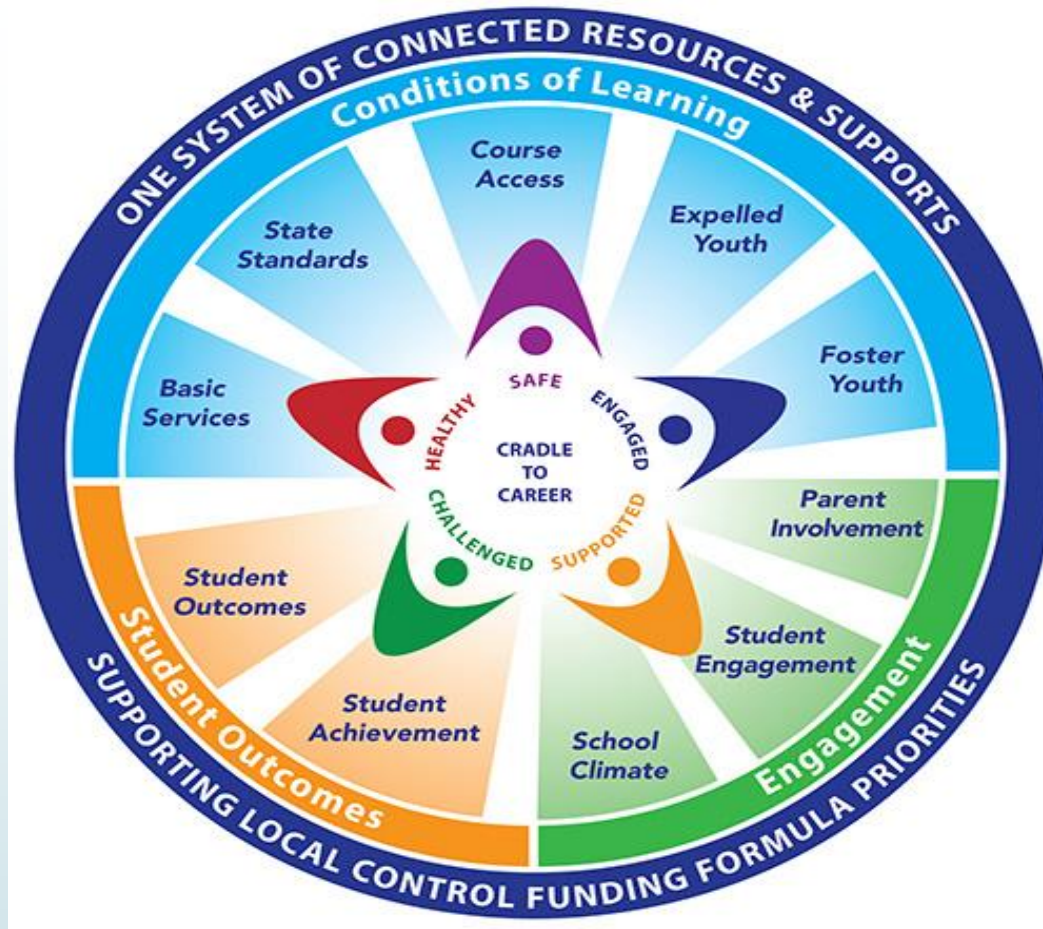 ONE SYSTEM OF CONNECTED RESOURCES & SUPPORTS
Conditions of Learning
Basic
Services
State
Standards
Course
Access
Expelled
Youth
Foster
Youth
Parent
Involvement
Student
Engagement
School
Climate
Engagement
Student
Achievement
Student
Outcomes
Student Outcomes
HEALTHY
SAFE
ENGAGED
SUPPORTED
CHALLENGED
CRADLE
TO
CAREER
SUPPORTING LOCAL CONTROL FUNDING FORMULA PRIORITIES